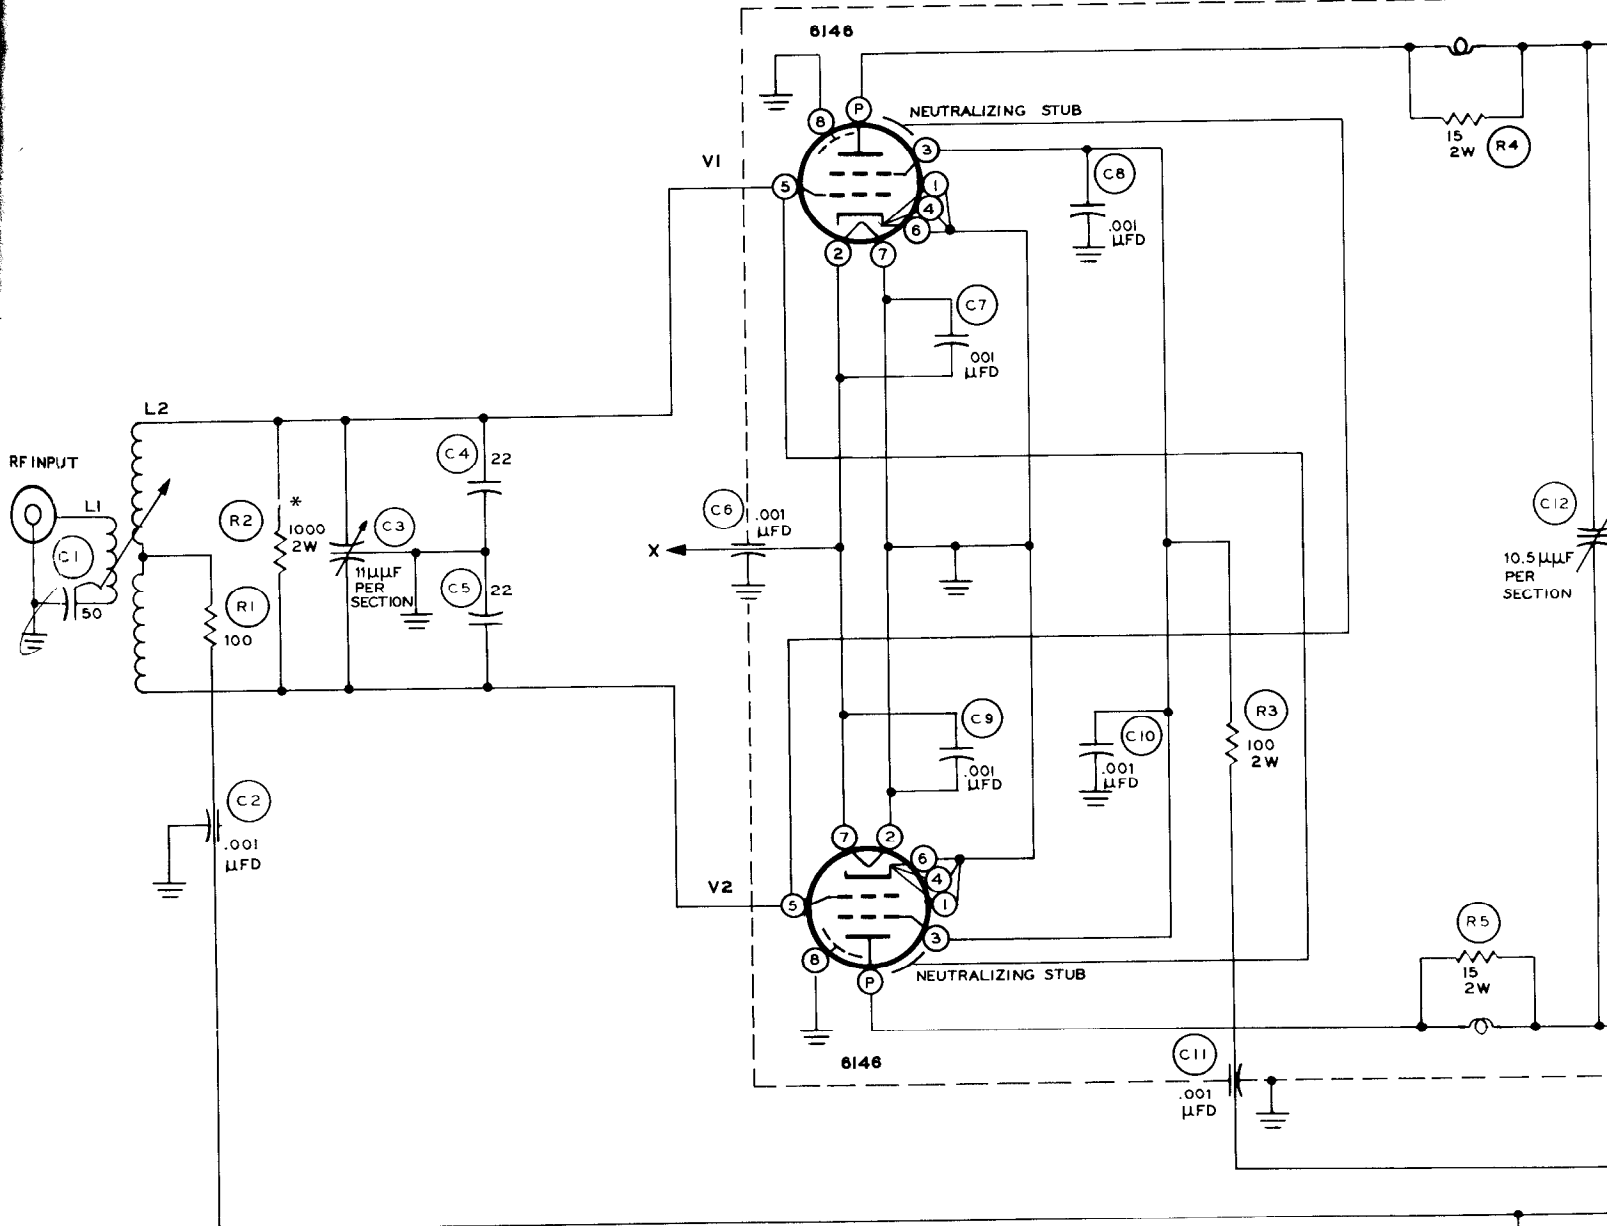 6146
8
P
NEUTRALIZING STUB
3
V1
5
1
4
6
2
7
C8
.001
µFD
15
2W
R4
C7
001
µFD
L2
RF INPUT
L1
C1
50
R1
100
R2
*
1000
2W
C3
11µµF
PER
SECTION
C4
22
C5
22
C6
.001
µFD
X
C12
10.5µµF
PER
SECTION
C9
.001
µFD
C10
.001
µFD
R3
100
2W
C2
.001
µFD
7
2
6
4
1
V2
5
3
8
P
NEUTRALIZING STUB
6146
R5
15
2W
C11
.001
µFD